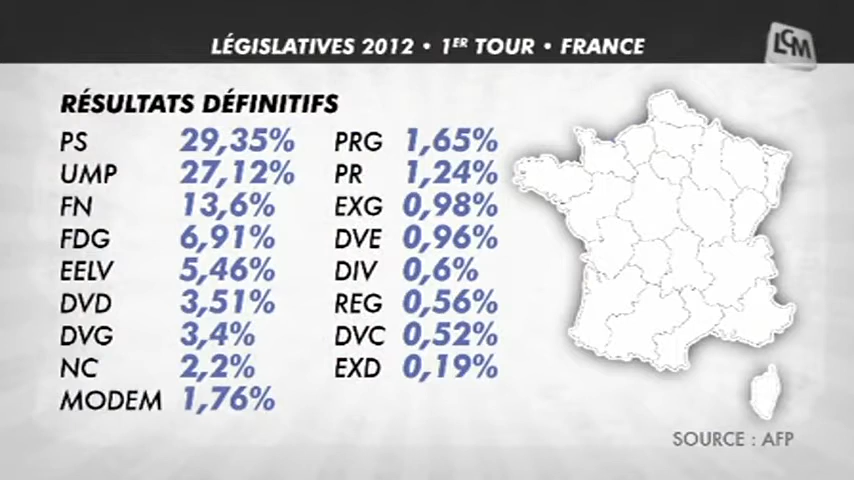 LÉGISLATIVES 2012 • 1ER TOUR • FRANCE
LCM
RÉSULTATS DÉFINITIFS
PS 29,35%
UMP 27,12%
FN 13,6%
FDG 6,91%
EELV 5,46%
DVD 3,51%
DVG 3,4%
NC 2,2%
MODEM 1,76%
PRG 1,65%
PR 1,24%
EXG 0,98%
DVE 0,96%
DIV 0,6%
REG 0,56%
DVC 0,52%
EXD 0,19%
SOURCE : AFP